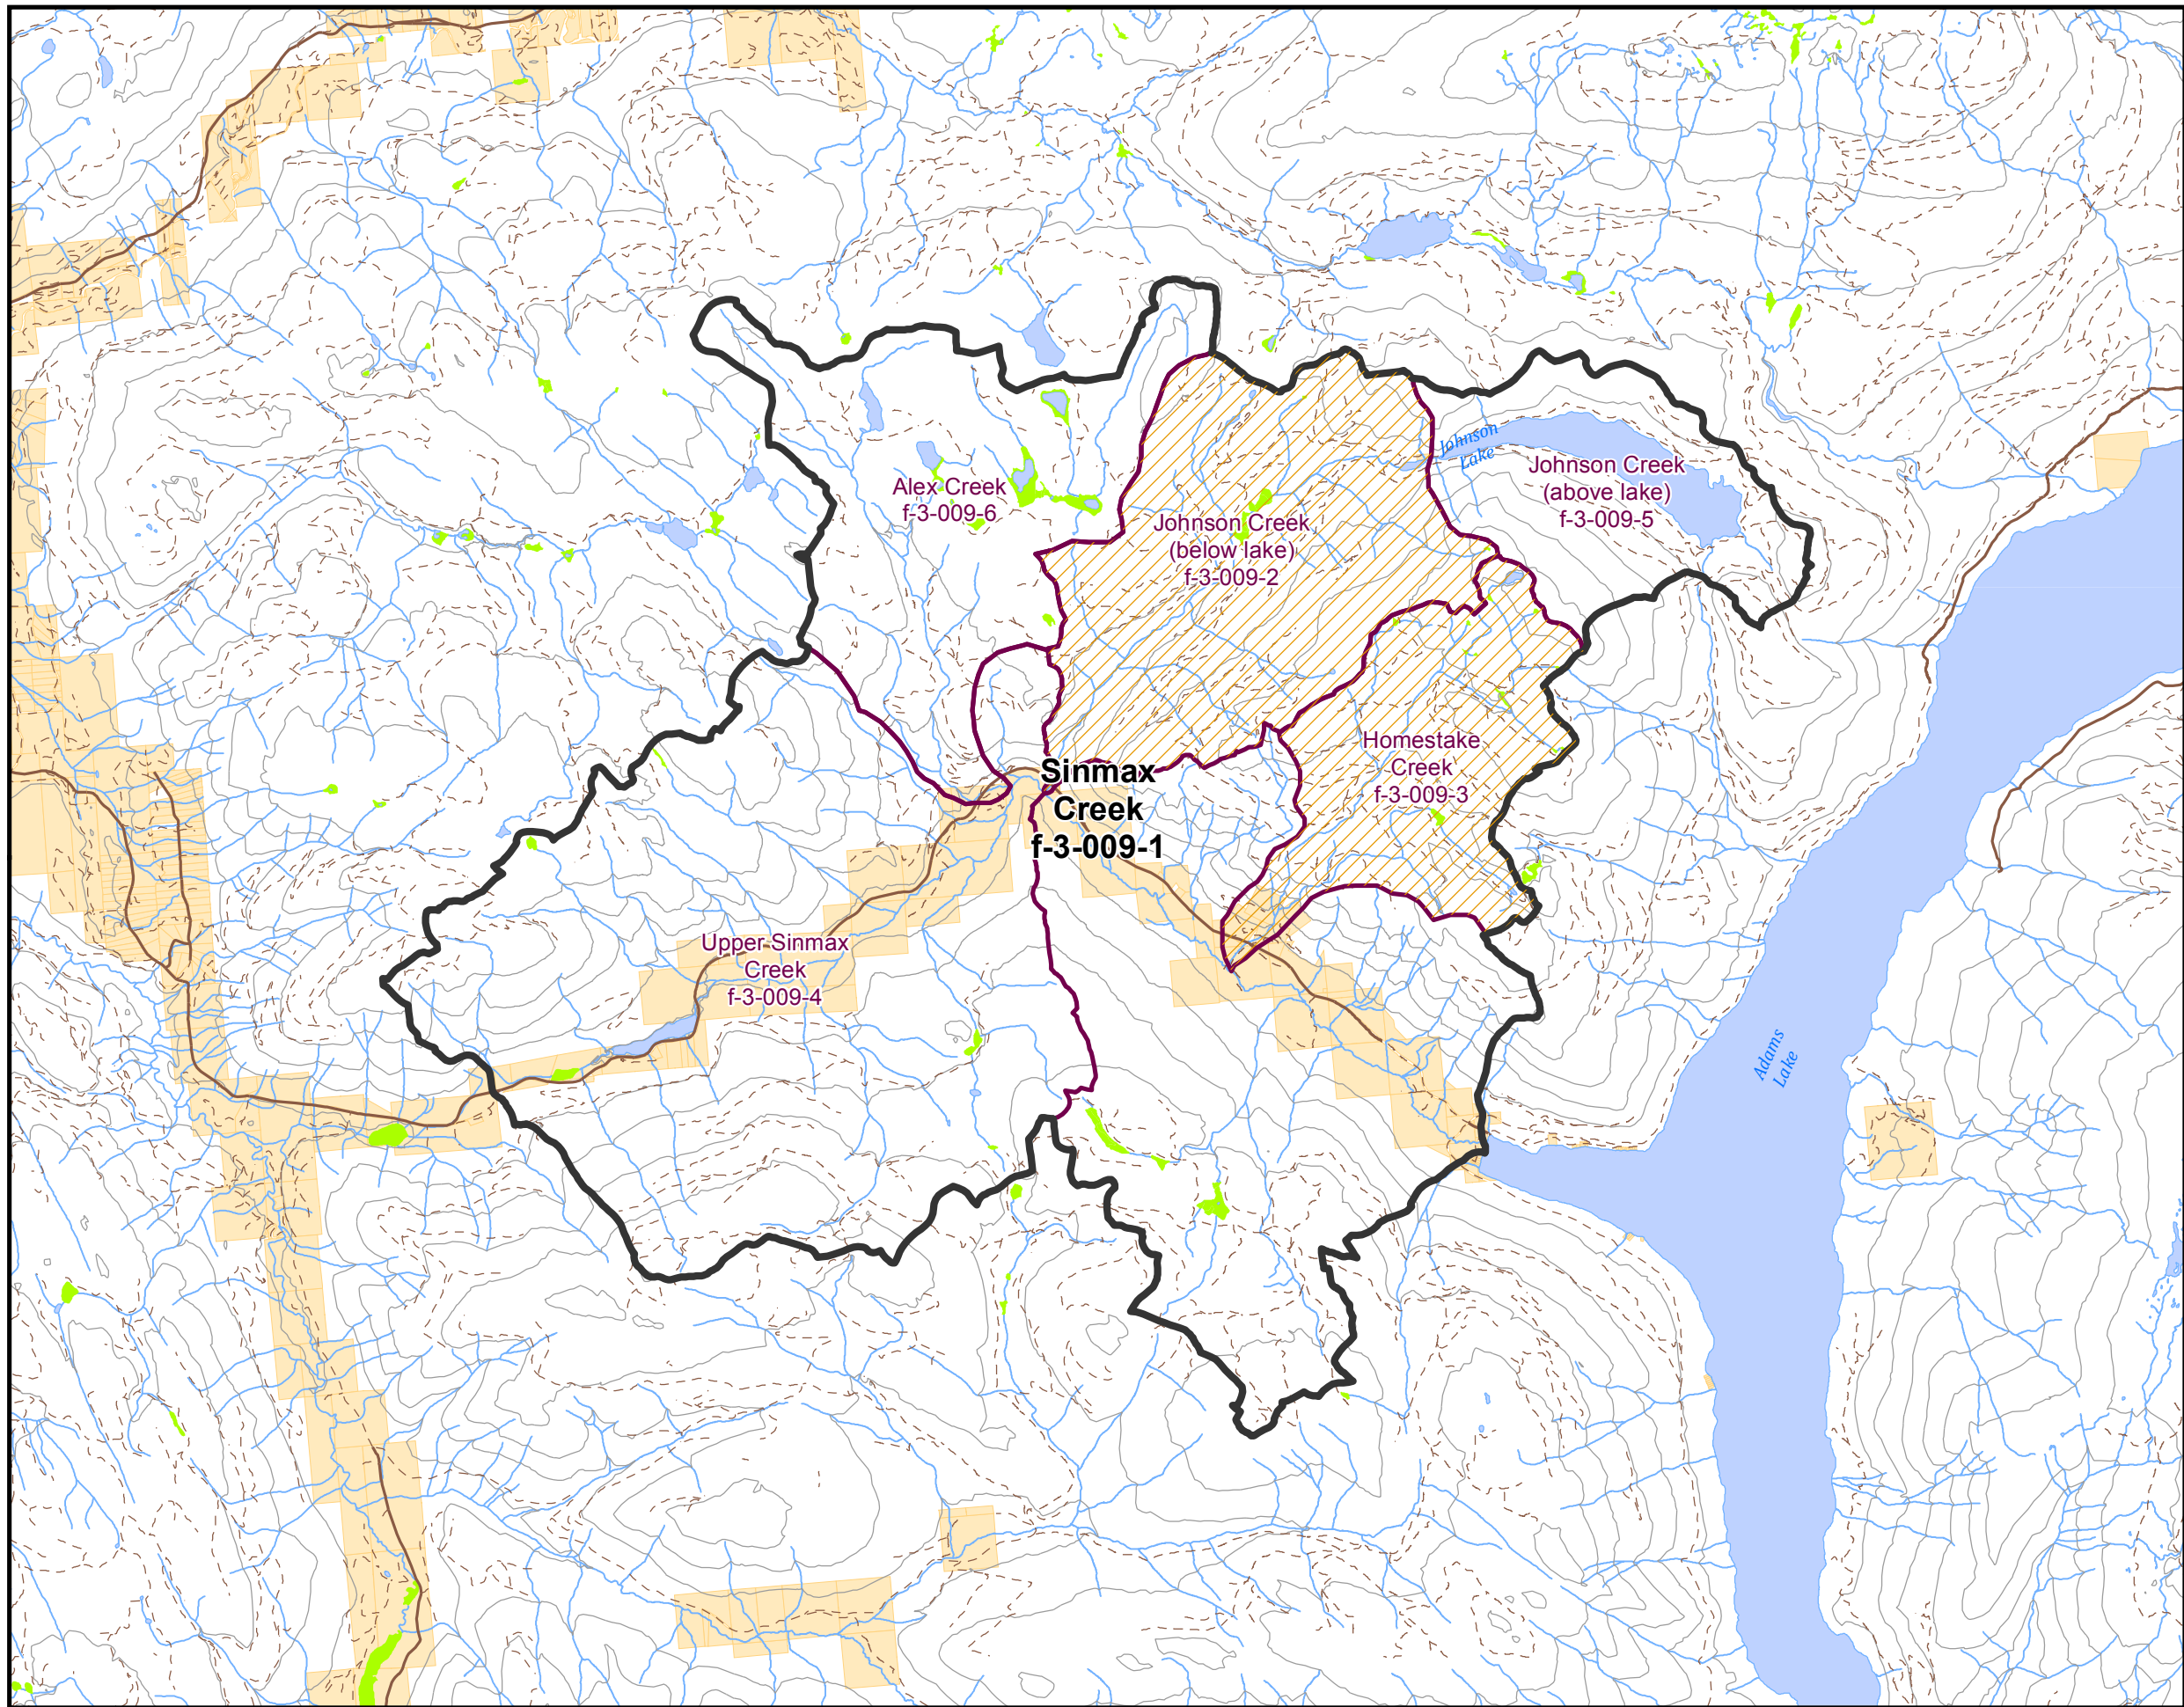 Johnson
Lake
Johnson Creek
(above lake)
f-3-009-5
Alex Creek
f-3-009-6
Johnson Creek
(below lake)
f-3-009-2
Homestake
Creek
f-3-009-3
Sinmax
Creek
f-3-009-1
Upper Sinmax
Creek
f-3-009-4
Adams
Lake